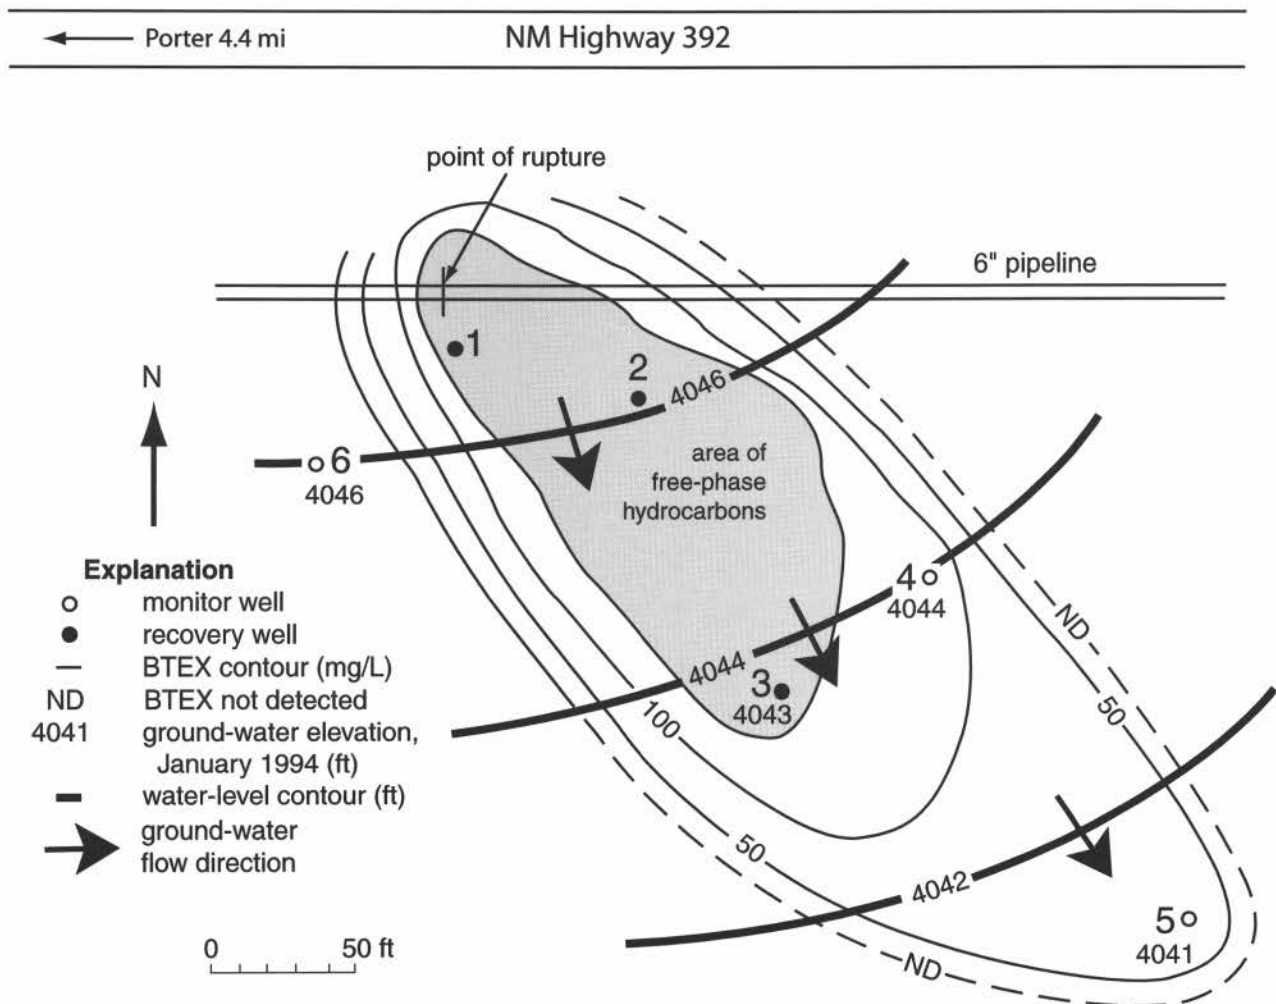 Porter 4.4 mi
NM Highway 392
point of rupture
6" pipeline
1
2
N
4046
6
4046
area of
free-phase
hydrocarbons
4
4044
ND
4044
3
4043
100
50
50
4042
5
4041
ND
Explanation
monitor well
recovery well
BTEX contour (mg/L)
ND BTEX not detected
4041 ground-water elevation,
January 1994 (ft)
water-level contour (ft)
ground-water
flow direction
0 50 ft